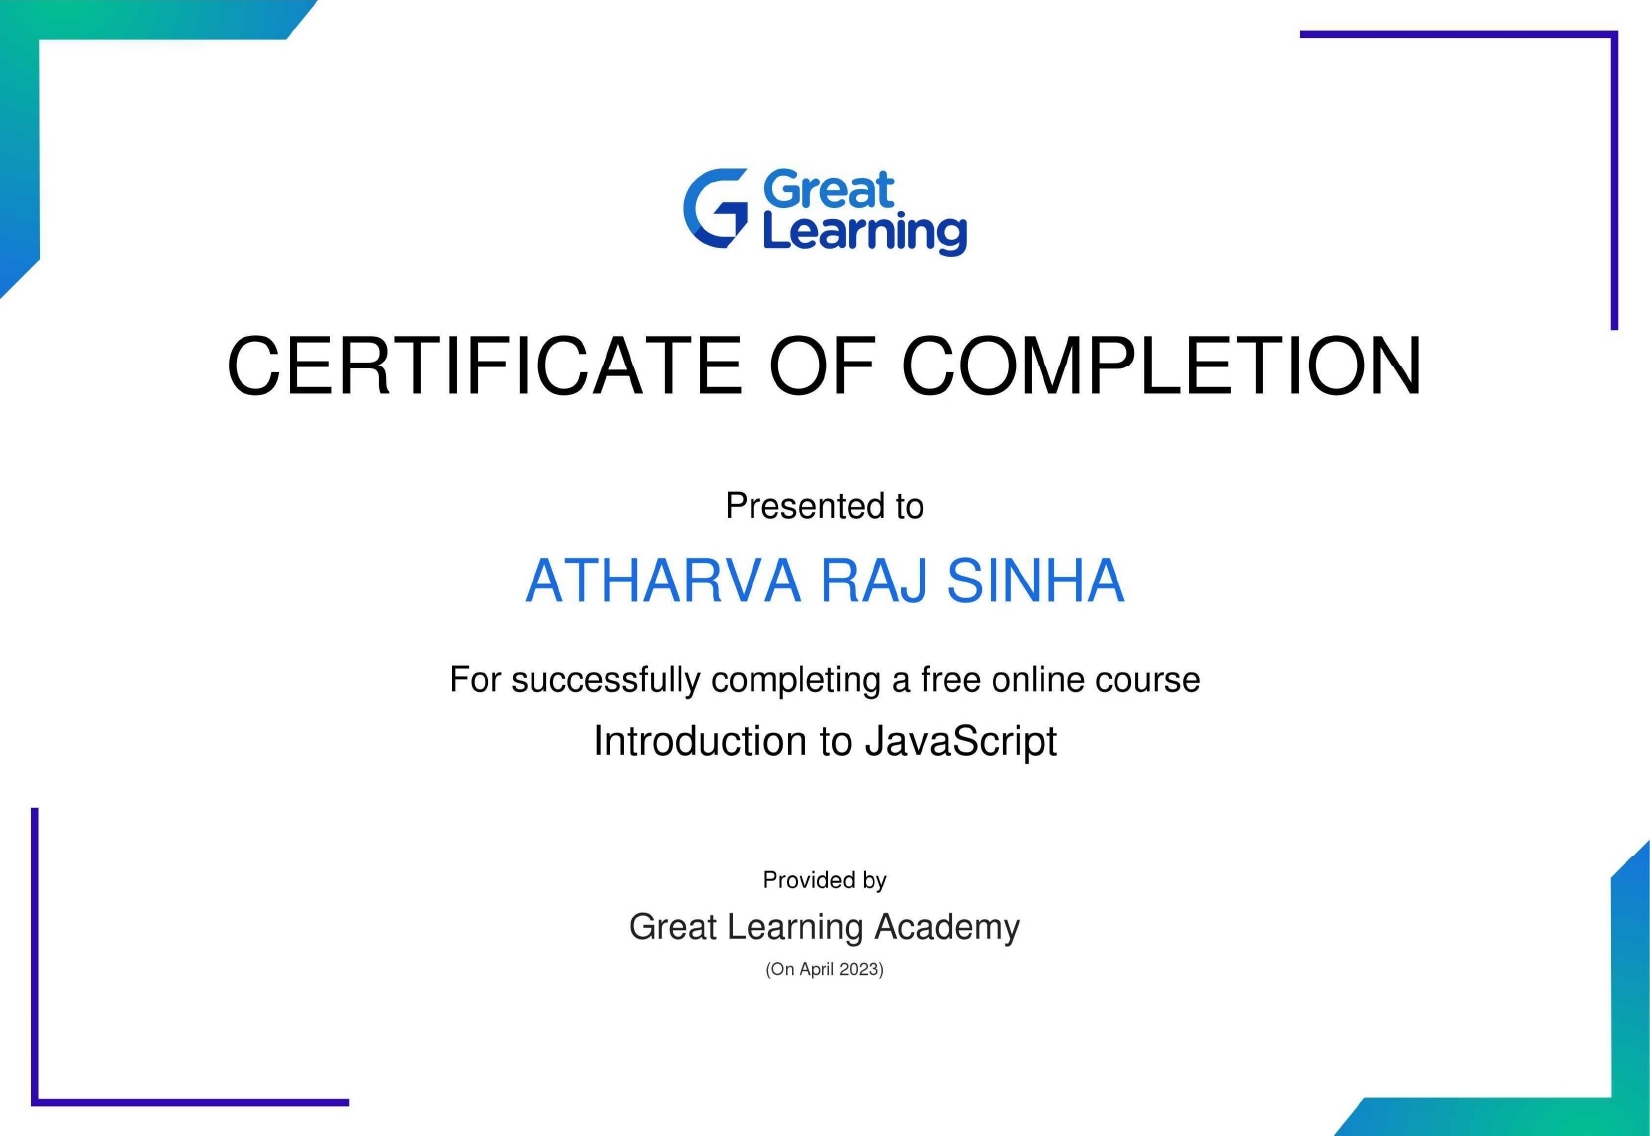 Great
Learning
CERTIFICATE OF COMPLETION
Presented to
ATHARVA RAJ SINHA
For successfully completing a free online course
Introduction to JavaScript
Provided by
Great Learning Academy
(On April 2023)